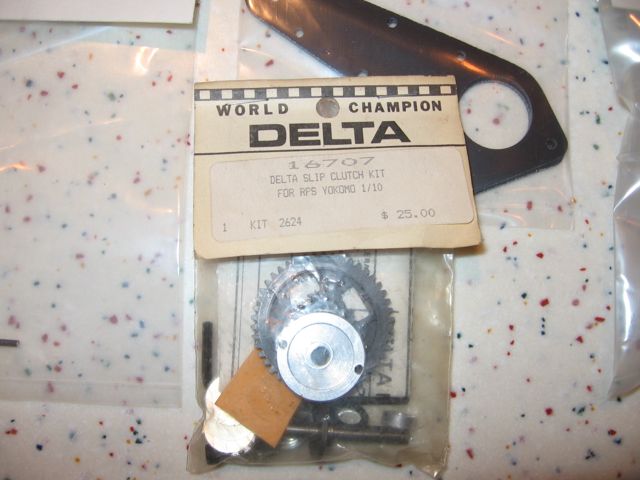 WORLD CHAMPION
DELTA
16707
DELTA SLIP CLUTCH KIT
FOR RPS YOKOMO 1/10
1 KIT 2624 $ 25.00